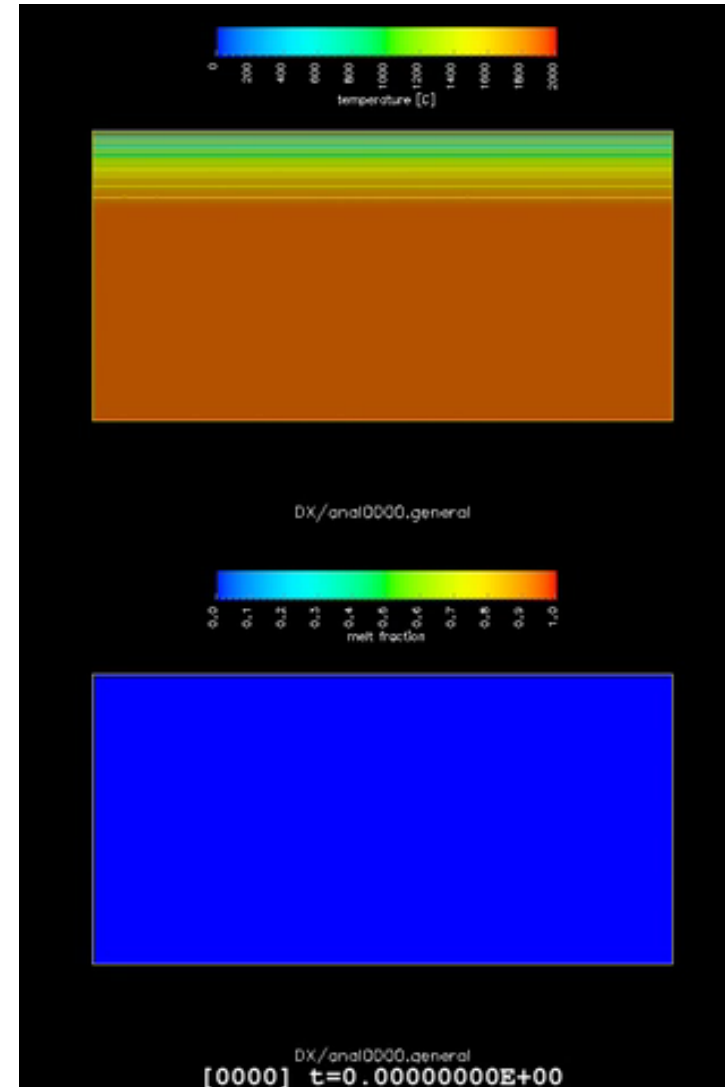 0 200 400 600 800 1000 1200 1400 1600 1800 2000
temperature [C]
DX/anal0000.general
0.0 0.1 0.2 0.3 0.4 0.5 0.6 0.7 0.8 0.9 1.0
melt fraction
DX/anal0000.general
[0000] t=0.00000000E+00